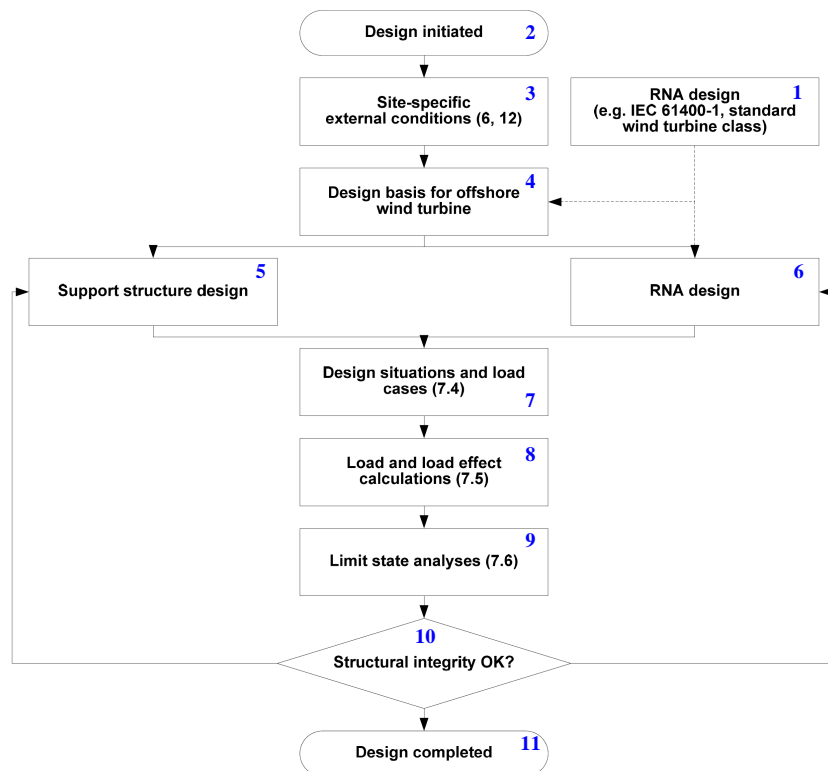 Design initiated
2
3
Site-specific
external conditions (6, 12)
1
RNA design
(e.g. IEC 61400-1, standard
wind turbine class)
4
Design basis for offshore
wind turbine
5
Support structure design
6
RNA design
Design situations and load
cases (7.4)
7
8
Load and load effect
calculations (7.5)
9
Limit state analyses (7.6)
10
Structural integrity OK?
11
Design completed